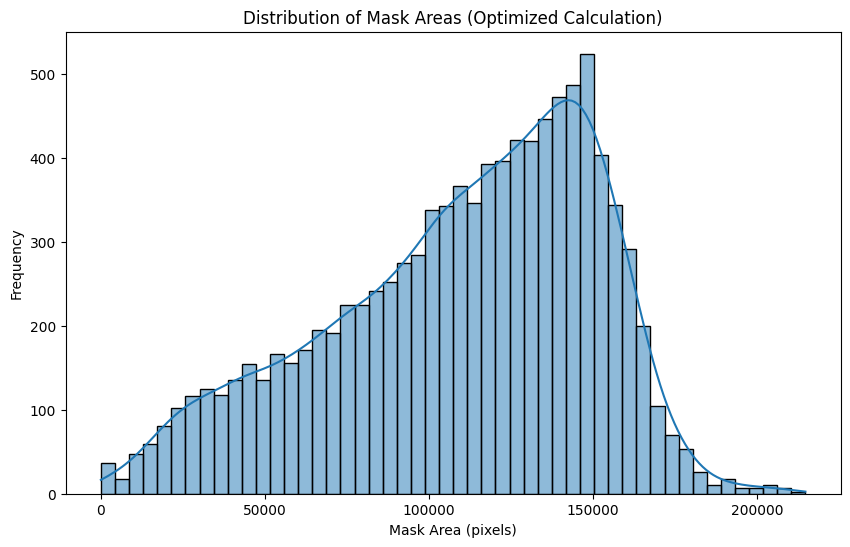 Distribution of Mask Areas (Optimized Calculation)
500
400
300
200
100
0
Frequency
0 50000 100000 150000 200000
Mask Area (pixels)